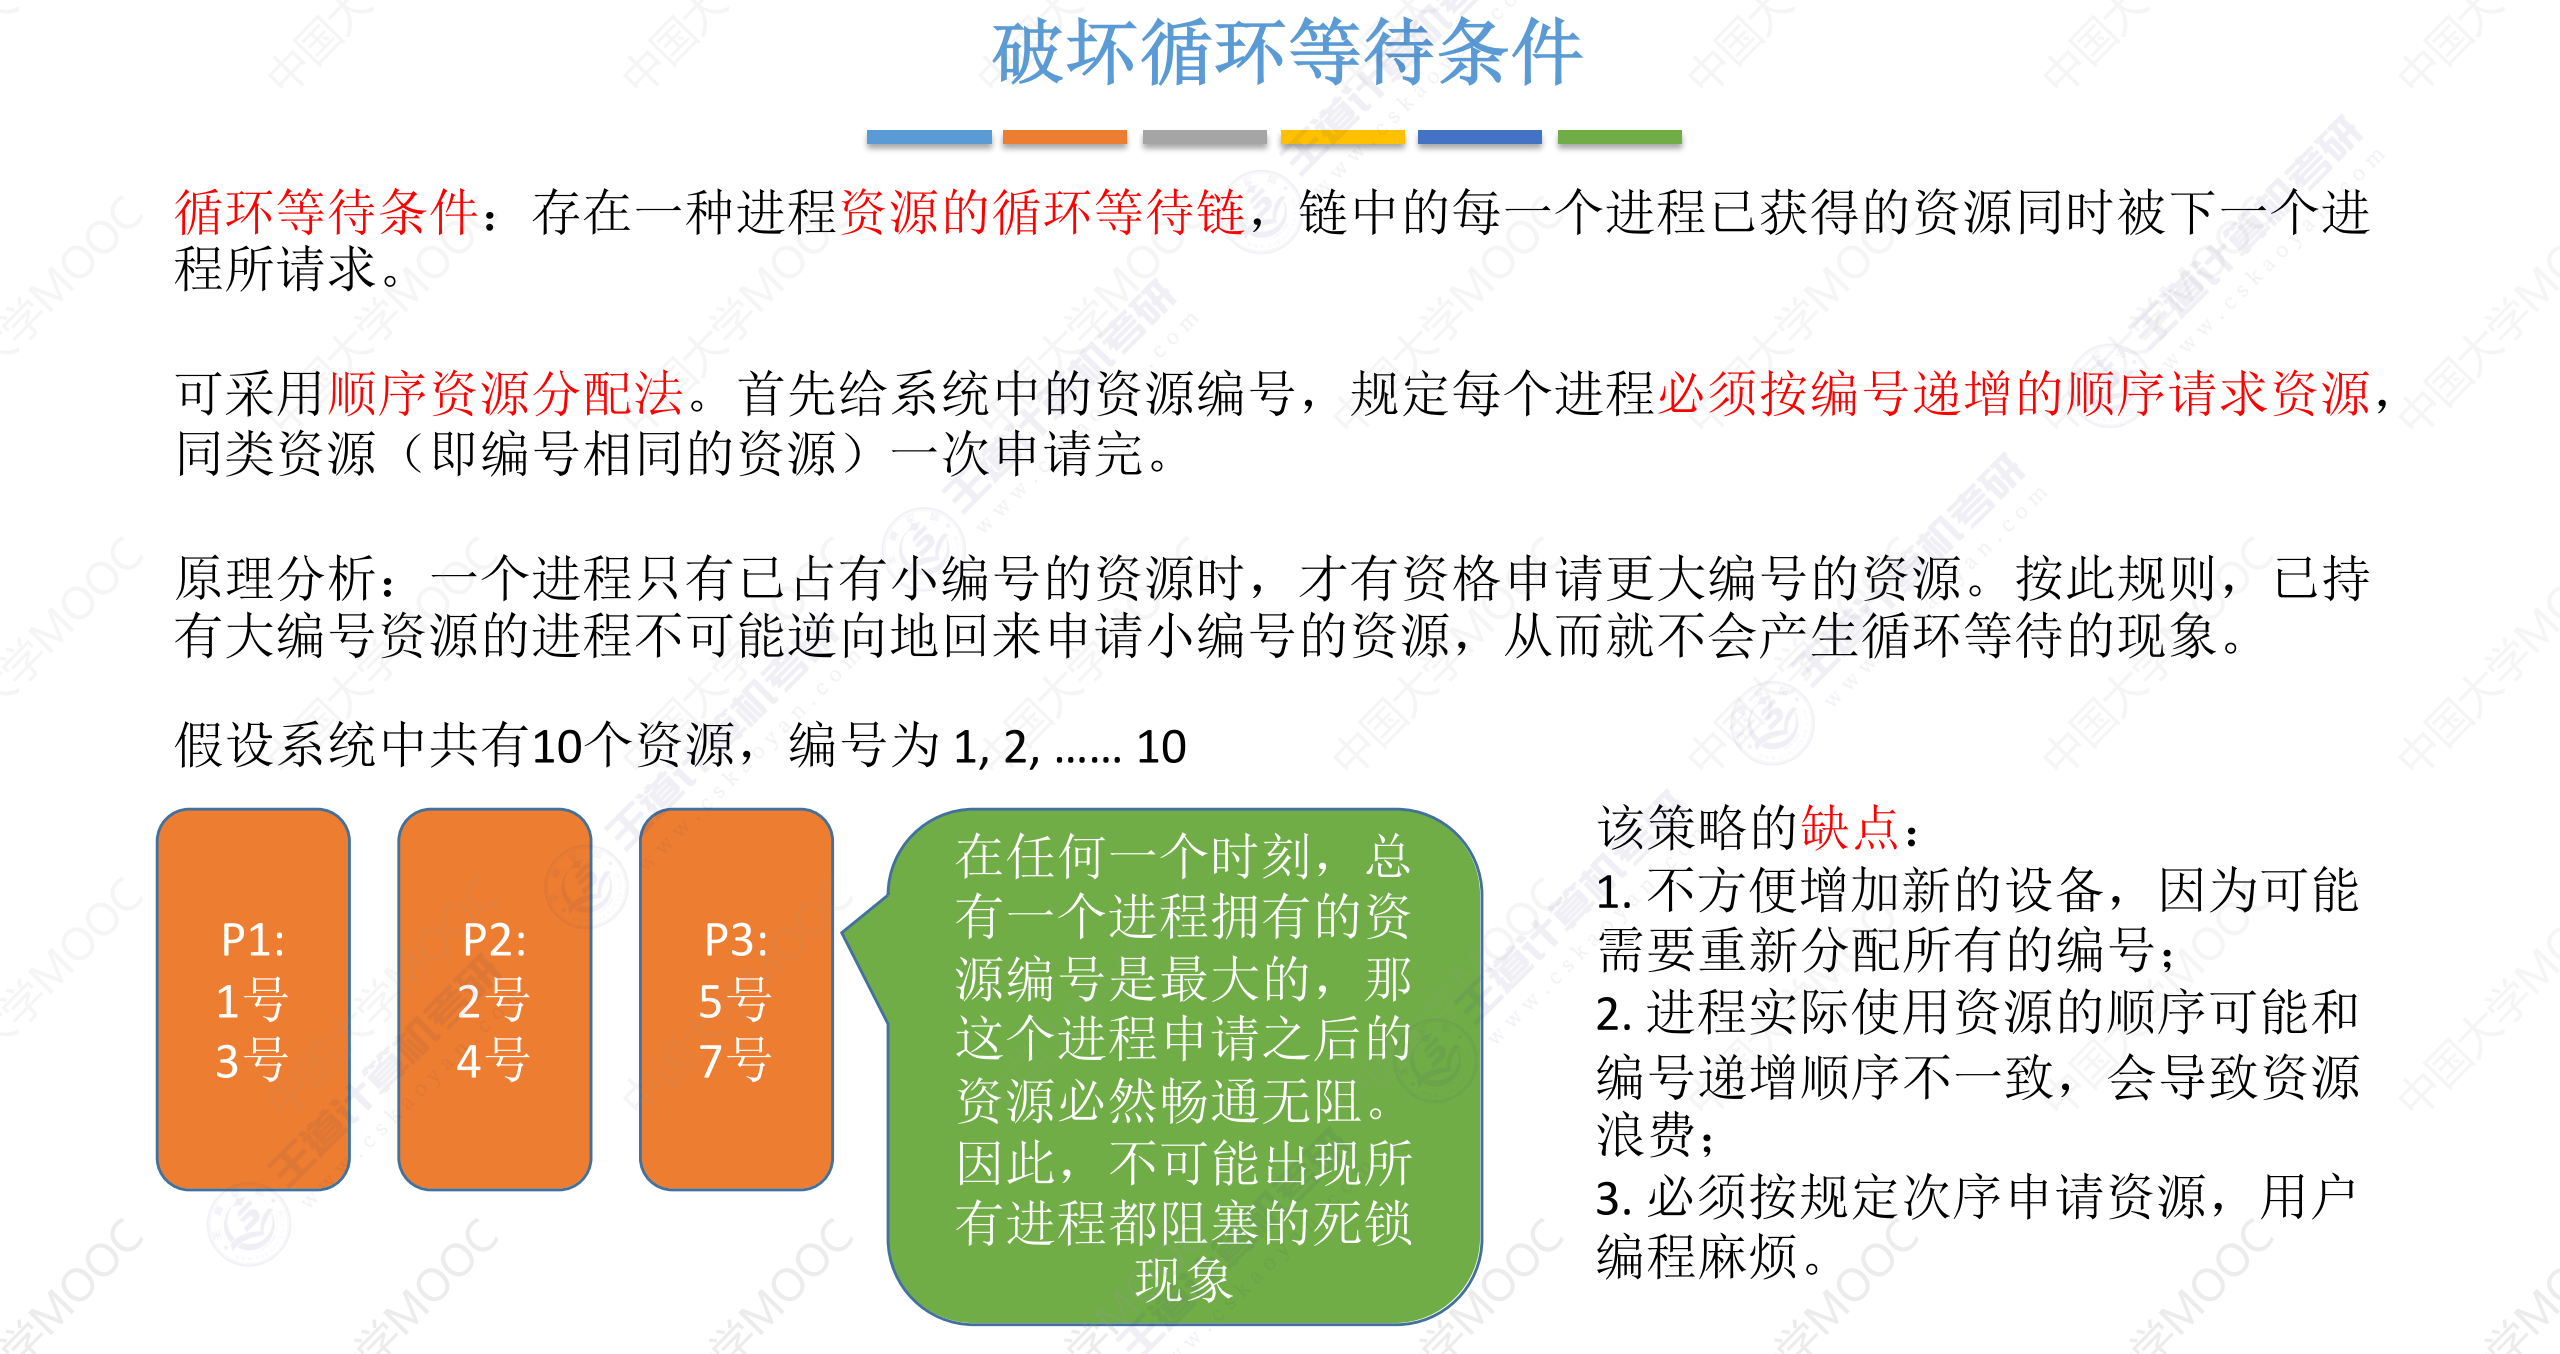 破坏循环等待条件
循环等待条件：存在一种进程资源的循环等待链，链中的每一个进程已获得的资源同时被下一个进
程所请求。
可采用顺序资源分配法。首先给系统中的资源编号，规定每个进程必须按编号递增的顺序请求资源，
同类资源（即编号相同的资源）一次申请完。
原理分析：一个进程只有已占有小编号的资源时，才有资格申请更大编号的资源。按此规则，已持
有大编号资源的进程不可能逆向地回来申请小编号的资源，从而就不会产生循环等待的现象。
假设系统中共有10个资源，编号为 1, 2, …… 10
P1:
1号
3号
P2:
2号
4号
P3:
5号
7号
在任何一个时刻，总
有一个进程拥有的资
源编号是最大的，那
这个进程申请之后的
资源必然畅通无阻。
因此，不可能出现所
有进程都阻塞的死锁
现象
该策略的缺点：
1. 不方便增加新的设备，因为可能
需要重新分配所有的编号；
2. 进程实际使用资源的顺序可能和
编号递增顺序不一致，会导致资源
浪费；
3. 必须按规定次序申请资源，用户
编程麻烦。
中国大学MOOC
王道计算机考研
www.cskaoyan.com